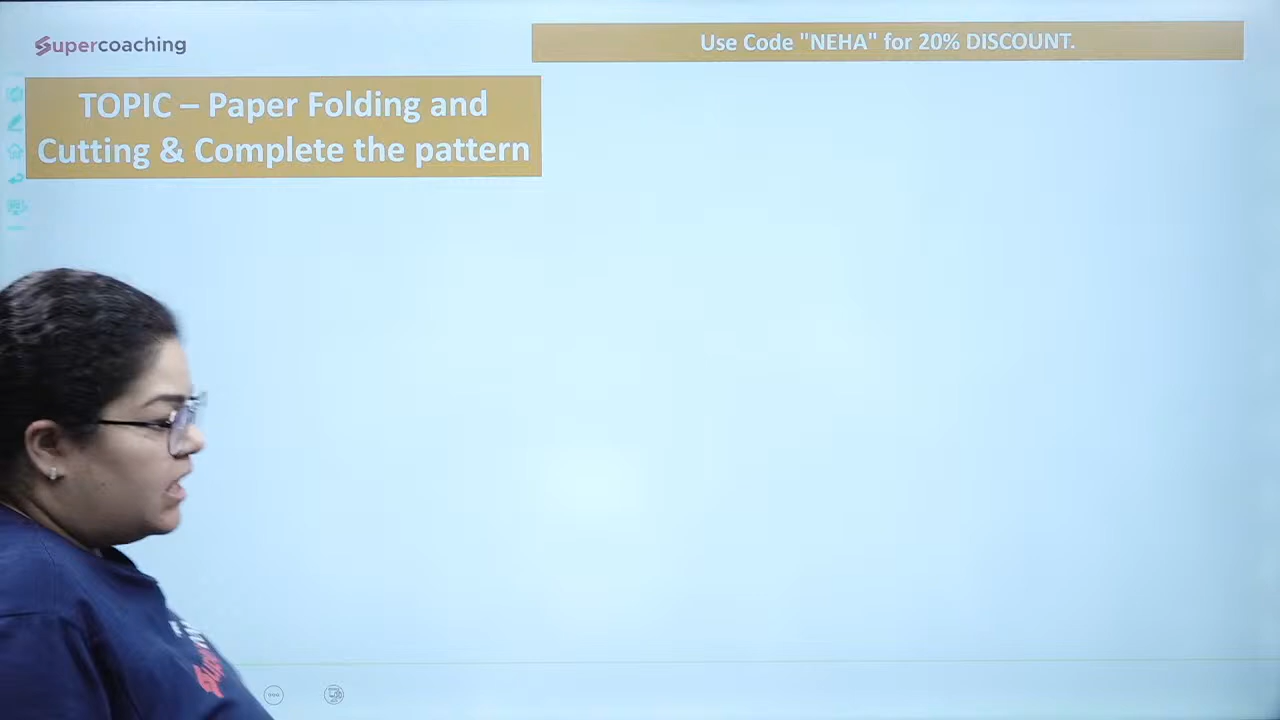 Supercoaching
Use Code "NEHA" for 20% DISCOUNT.
TOPIC – Paper Folding and
Cutting & Complete the pattern